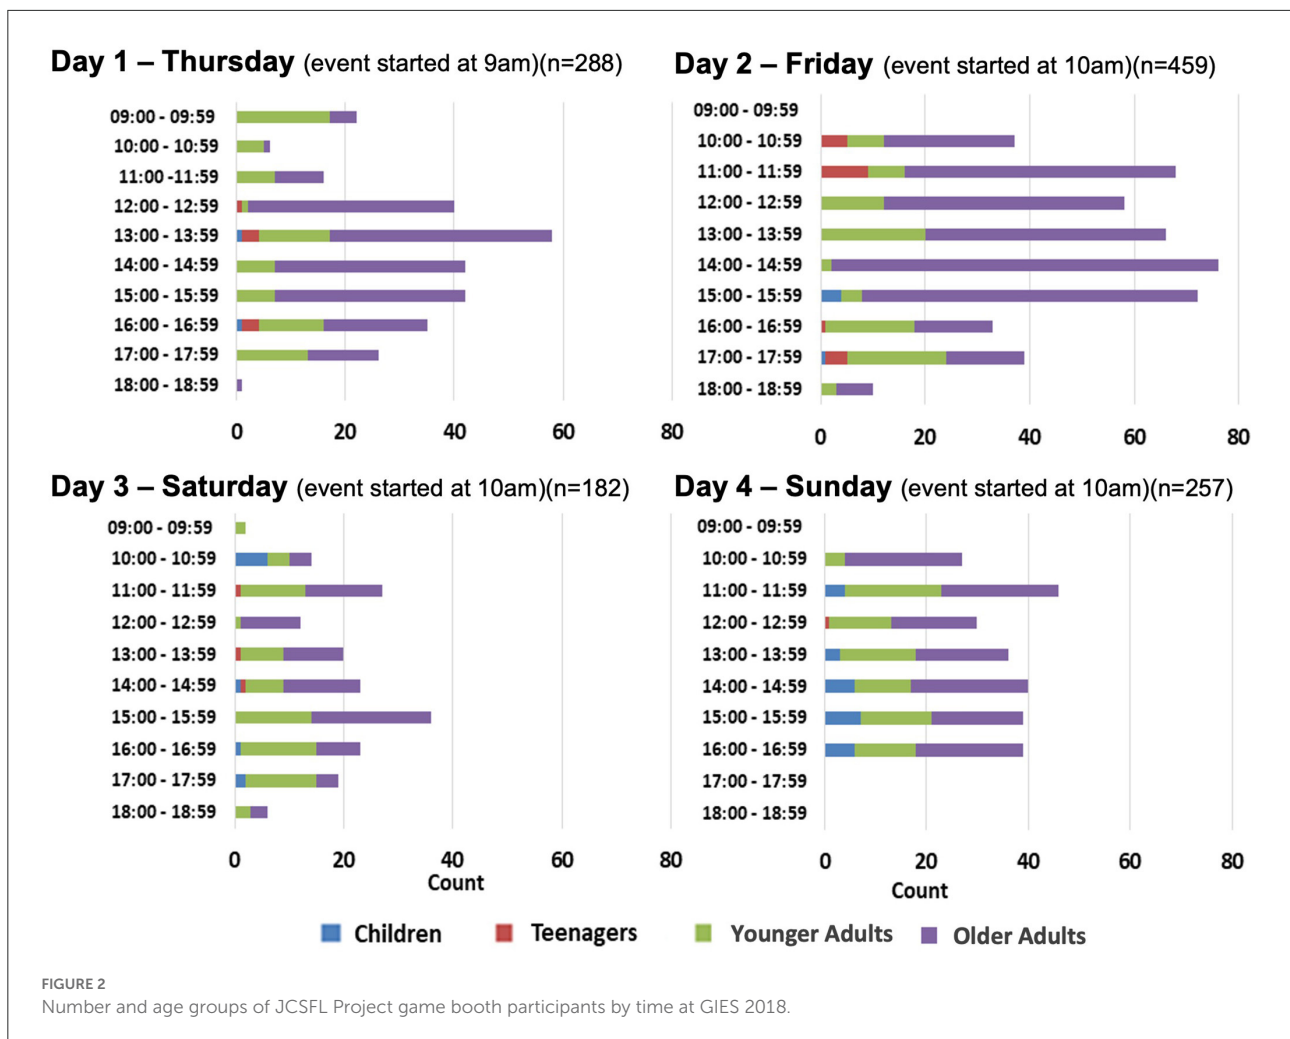 Day 1 – Thursday (event started at 9am)(n=288)
09:00 - 09:59
10:00 - 10:59
11:00 -11:59
12:00 - 12:59
13:00 - 13:59
14:00 - 14:59
15:00 - 15:59
16:00 - 16:59
17:00 - 17:59
18:00 - 18:59
0 20 40 60 80
Day 2 – Friday (event started at 10am)(n=459)
09:00 - 09:59
10:00 - 10:59
11:00 - 11:59
12:00 - 12:59
13:00 - 13:59
14:00 - 14:59
15:00 - 15:59
16:00 - 16:59
17:00 - 17:59
18:00 - 18:59
0 20 40 60 80
Day 3 – Saturday (event started at 10am)(n=182)
09:00 - 09:59
10:00 - 10:59
11:00 - 11:59
12:00 - 12:59
13:00 - 13:59
14:00 - 14:59
15:00 - 15:59
16:00 - 16:59
17:00 - 17:59
18:00 - 18:59
0 20 40 60 80
Count
Day 4 – Sunday (event started at 10am)(n=257)
09:00 - 09:59
10:00 - 10:59
11:00 - 11:59
12:00 - 12:59
13:00 - 13:59
14:00 - 14:59
15:00 - 15:59
16:00 - 16:59
17:00 - 17:59
18:00 - 18:59
0 20 40 60 80
Count
Children Teenagers Younger Adults Older Adults
FIGURE 2
Number and age groups of JCSFL Project game booth participants by time at GIES 2018.